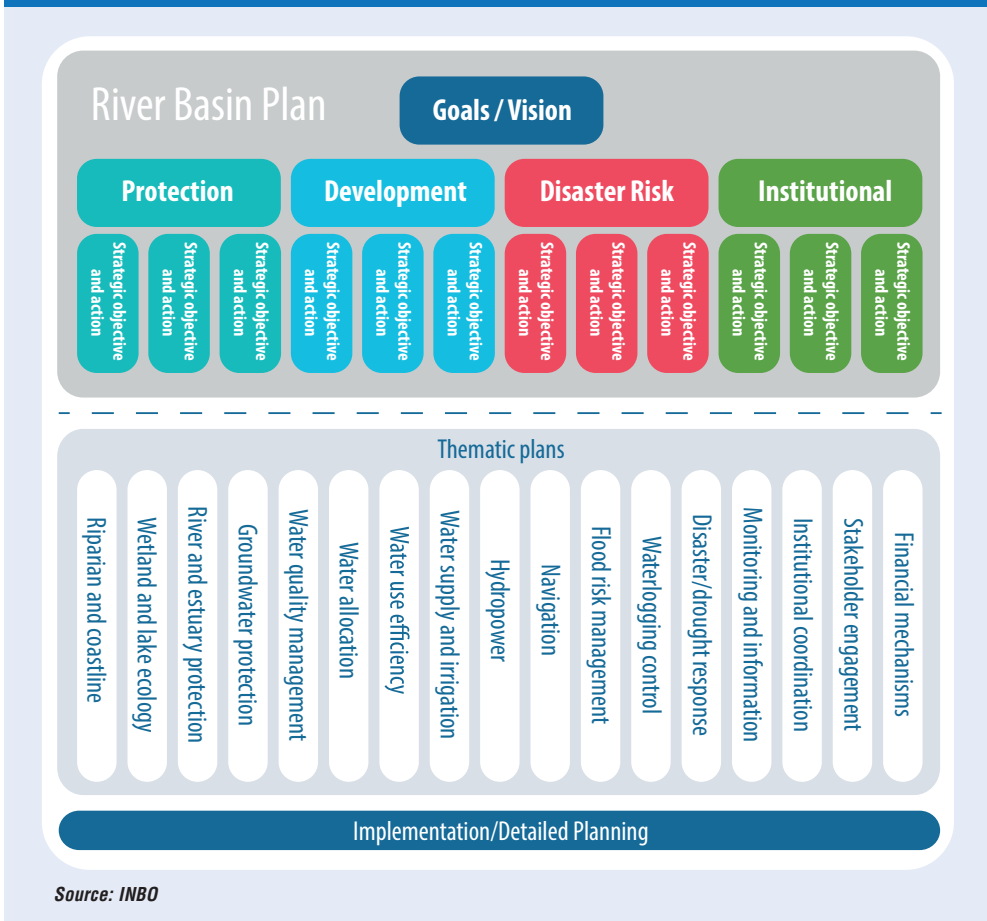 River Basin Plan
Goals / Vision
Protection
Development
Disaster Risk
Institutional
Strategic objective
and action
Strategic objective
and action
Strategic objective
and action
Strategic objective
and action
Strategic objective
and action
Strategic objective
and action
Strategic objective
and action
Strategic objective
and action
Strategic objective
and action
Strategic objective
and action
Strategic objective
and action
Strategic objective
and action
Thematic plans
Riparian and coastline
Wetland and lake ecology
River and estuary protection
Groundwater protection
Water quality management
Water allocation
Water use efficiency
Water supply and irrigation
Hydropower
Navigation
Flood risk management
Waterlogging control
Disaster/drought response
Monitoring and information
Institutional coordination
Stakeholder engagement
Financial mechanisms
Implementation/Detailed Planning
Source: INBO